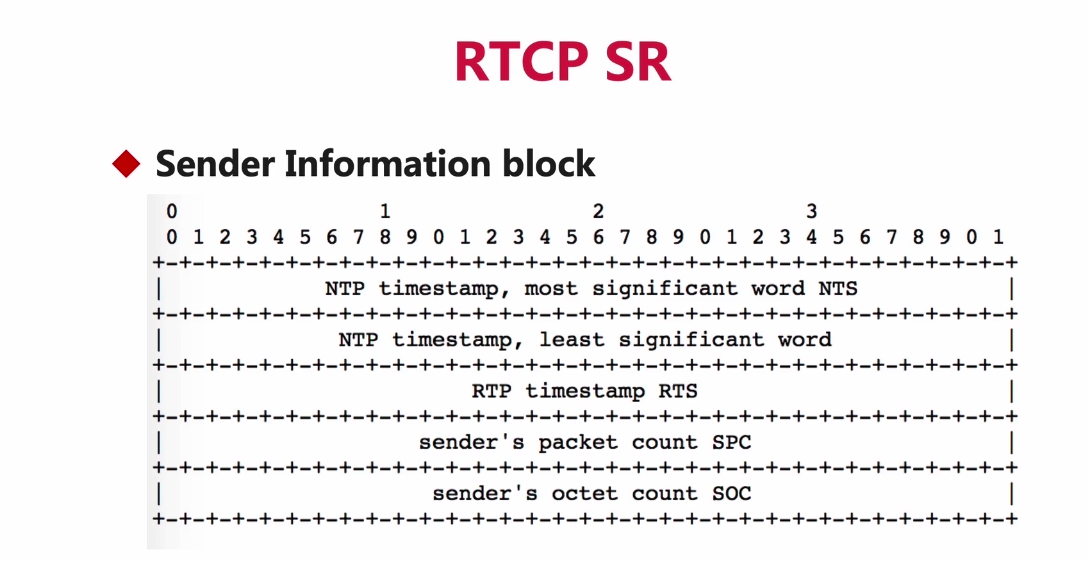 RTCP SR
Sender Information block
0                   1                   2                   3
0 1 2 3 4 5 6 7 8 9 0 1 2 3 4 5 6 7 8 9 0 1 2 3 4 5 6 7 8 9 0 1
+-+-+-+-+-+-+-+-+-+-+-+-+-+-+-+-+-+-+-+-+-+-+-+-+-+-+-+-+-+-+-+-+
| NTP timestamp, most significant word NTS |
+-+-+-+-+-+-+-+-+-+-+-+-+-+-+-+-+-+-+-+-+-+-+-+-+-+-+-+-+-+-+-+-+
| NTP timestamp, least significant word |
+-+-+-+-+-+-+-+-+-+-+-+-+-+-+-+-+-+-+-+-+-+-+-+-+-+-+-+-+-+-+-+-+
| RTP timestamp RTS |
+-+-+-+-+-+-+-+-+-+-+-+-+-+-+-+-+-+-+-+-+-+-+-+-+-+-+-+-+-+-+-+-+
| sender's packet count SPC |
+-+-+-+-+-+-+-+-+-+-+-+-+-+-+-+-+-+-+-+-+-+-+-+-+-+-+-+-+-+-+-+-+
| sender's octet count SOC |
+-+-+-+-+-+-+-+-+-+-+-+-+-+-+-+-+-+-+-+-+-+-+-+-+-+-+-+-+-+-+-+-+